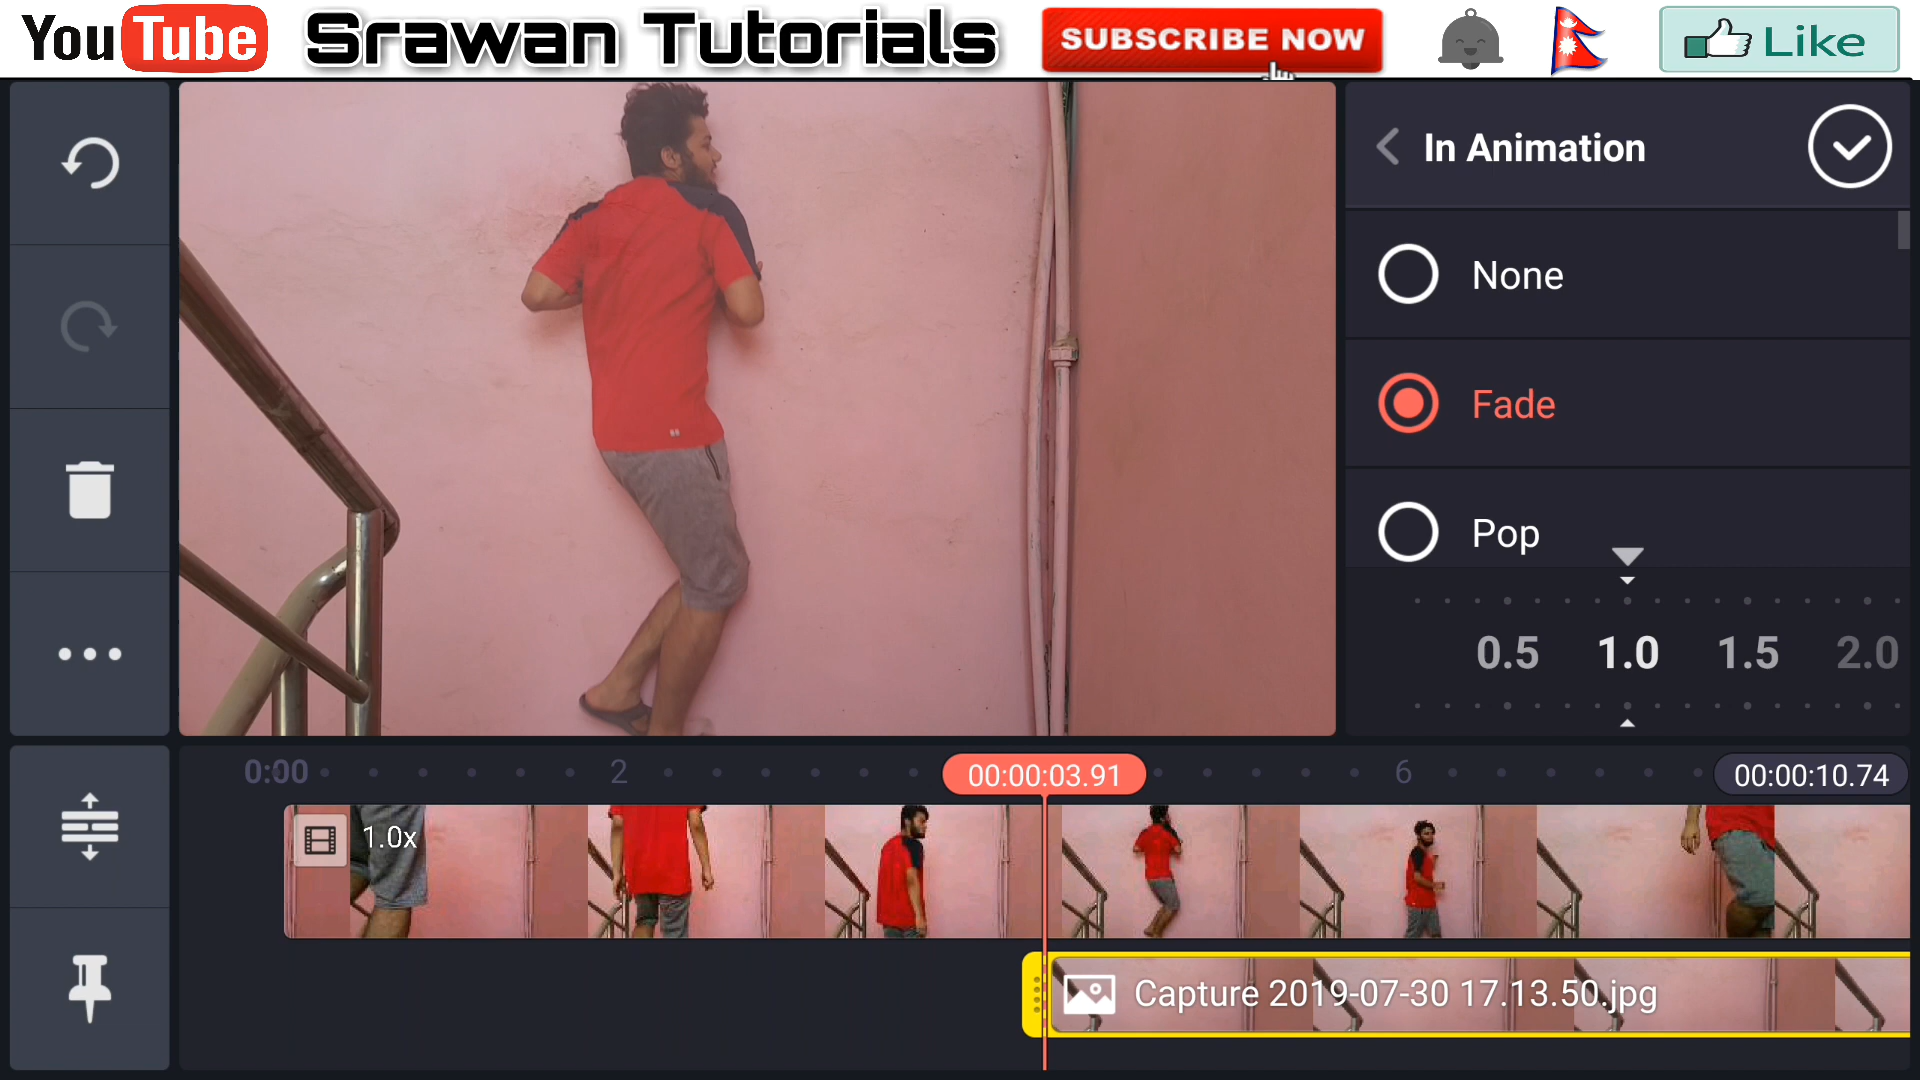 YouTube Srawan Tutorials SUBSCRIBE NOW Like
In Animation
None
Fade
Pop
0.5 1.0 1.5 2.0
0:00 2 00:00:03.91 6 00:00:10.74
1.0x
Capture 2019-07-30 17.13.50.jpg